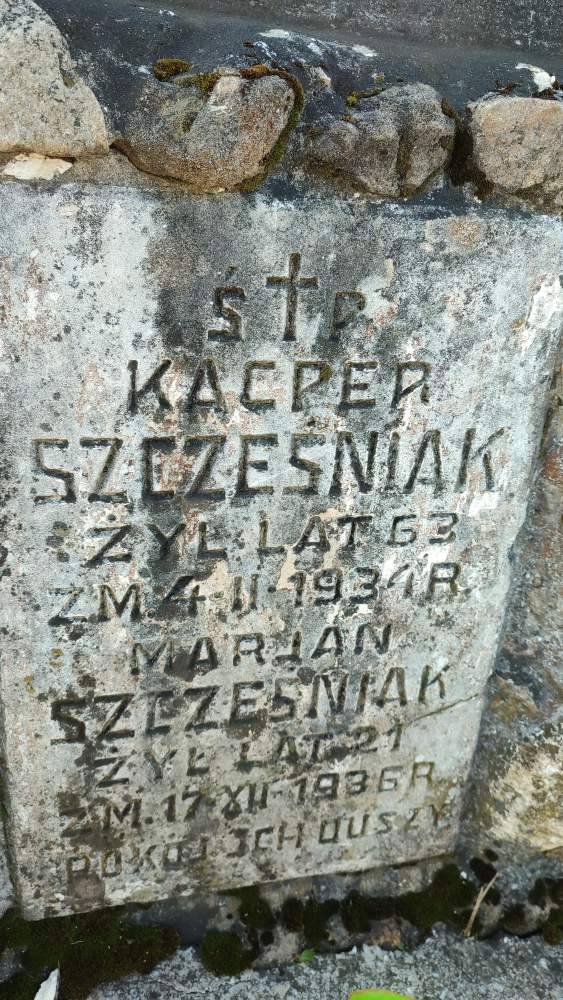 Ś † P
KACPER
SZCZEŚNIAK
ŻYŁ LAT 63
ZM. 4-II-1934 R.
MARJAN
SZCZEŚNIAK
ŻYŁ LAT 21
ZM. 17-XII-1936 R.
POKÓJ ICH DUSZY.